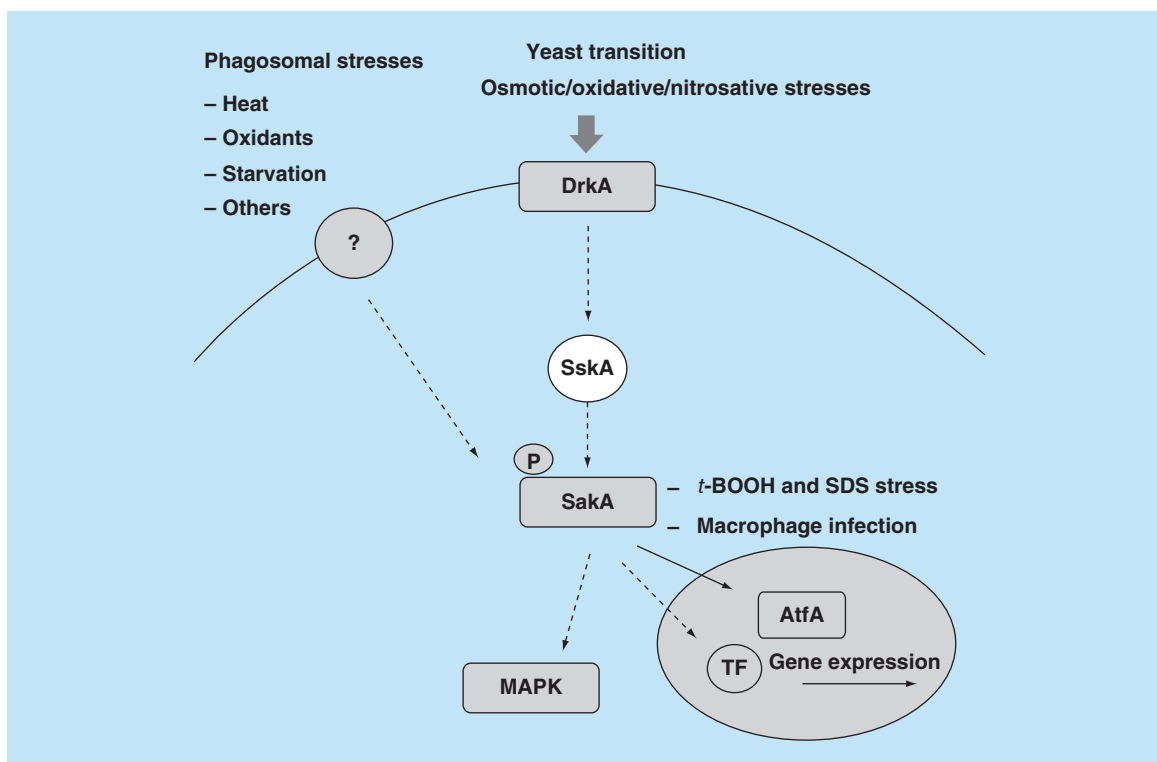 Phagosomal stresses
– Heat
– Oxidants
– Starvation
– Others
Yeast transition
Osmotic/oxidative/nitrosative stresses
DrkA
?
SskA
P
SakA
– t-BOOH and SDS stress
– Macrophage infection
AtfA
TF
Gene expression
MAPK